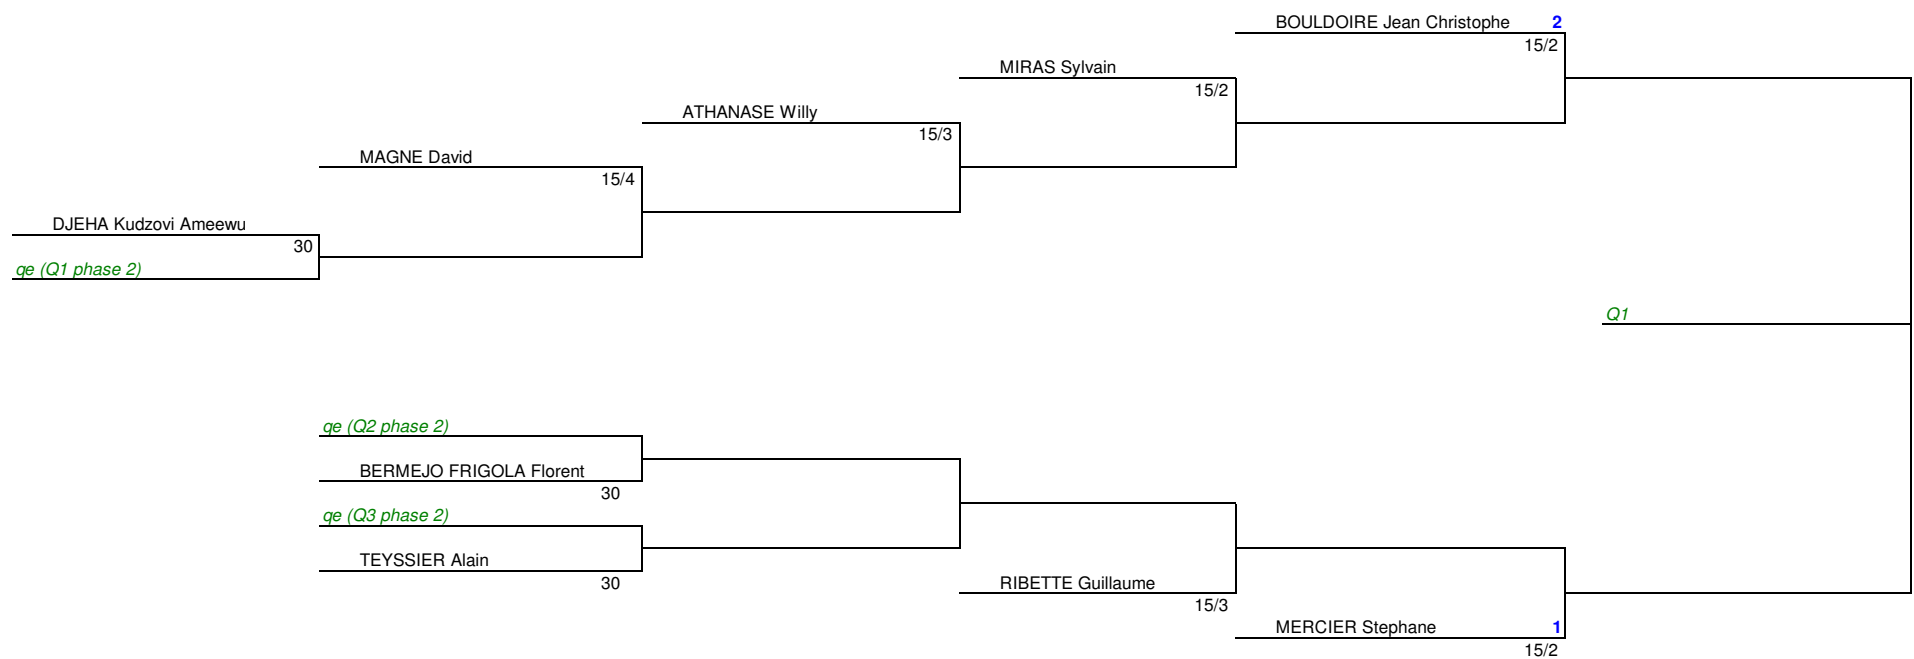 BOULDOIRE Jean Christophe 2
15/2
MIRAS Sylvain
15/2
ATHANASE Willy
15/3
MAGNE David
15/4
DJEHA Kudzovi Ameewu
30
qe (Q1 phase 2)
Q1
qe (Q2 phase 2)
BERMEJO FRIGOLA Florent
30
qe (Q3 phase 2)
TEYSSIER Alain
30
RIBETTE Guillaume
15/3
MERCIER Stephane 1
15/2